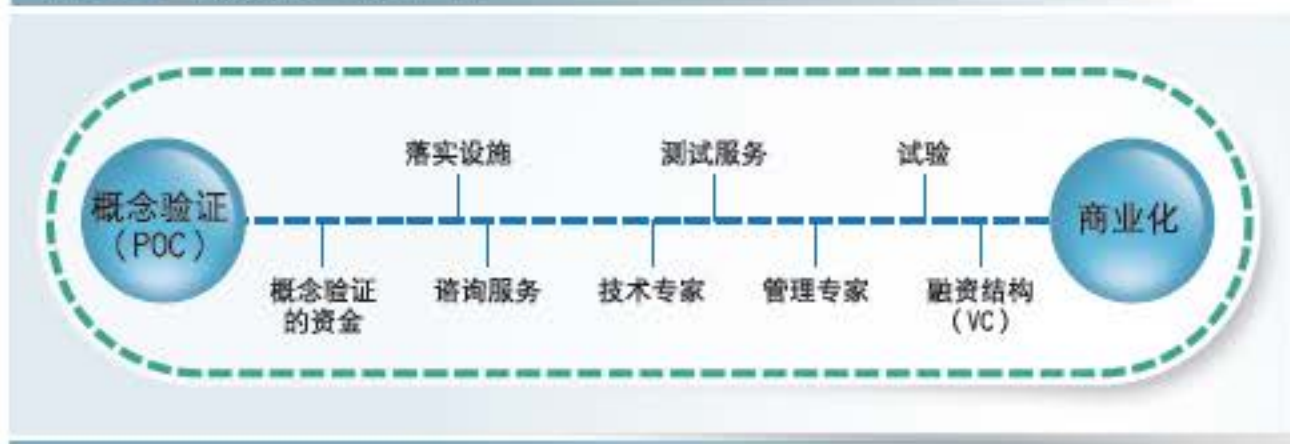 落实设施
测试服务
试验
概念验证
(POC)
商业化
概念验证
的资金
谘询服务
技术专家
管理专家
融资结构
(VC)